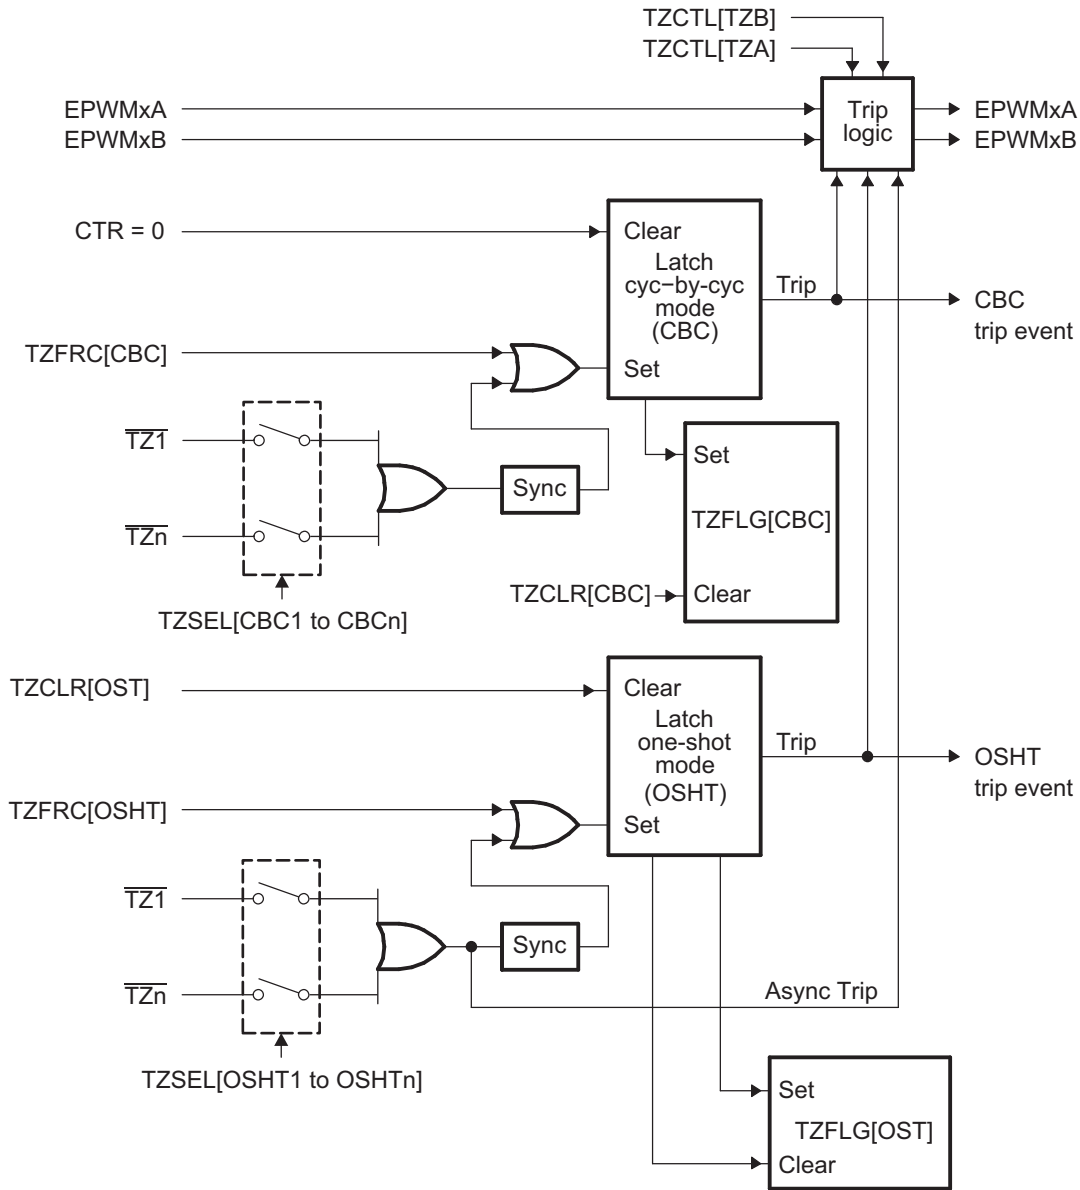 TZCTL[TZB]
TZCTL[TZA]
EPWMxA
EPWMxB
Trip
logic
EPWMxA
EPWMxB
CTR = 0
Clear
Latch
cyc−by-cyc
mode
(CBC)
Set
Trip
CBC
trip event
TZFRC[CBC]
TZ1
TZn
Sync
TZSEL[CBC1 to CBCn]
Set
TZFLG[CBC]
TZCLR[CBC]
Clear
TZCLR[OST]
Clear
Latch
one-shot
mode
(OSHT)
Set
Trip
OSHT
trip event
TZFRC[OSHT]
TZ1
TZn
Sync
Async Trip
TZSEL[OSHT1 to OSHTn]
Set
TZFLG[OST]
Clear